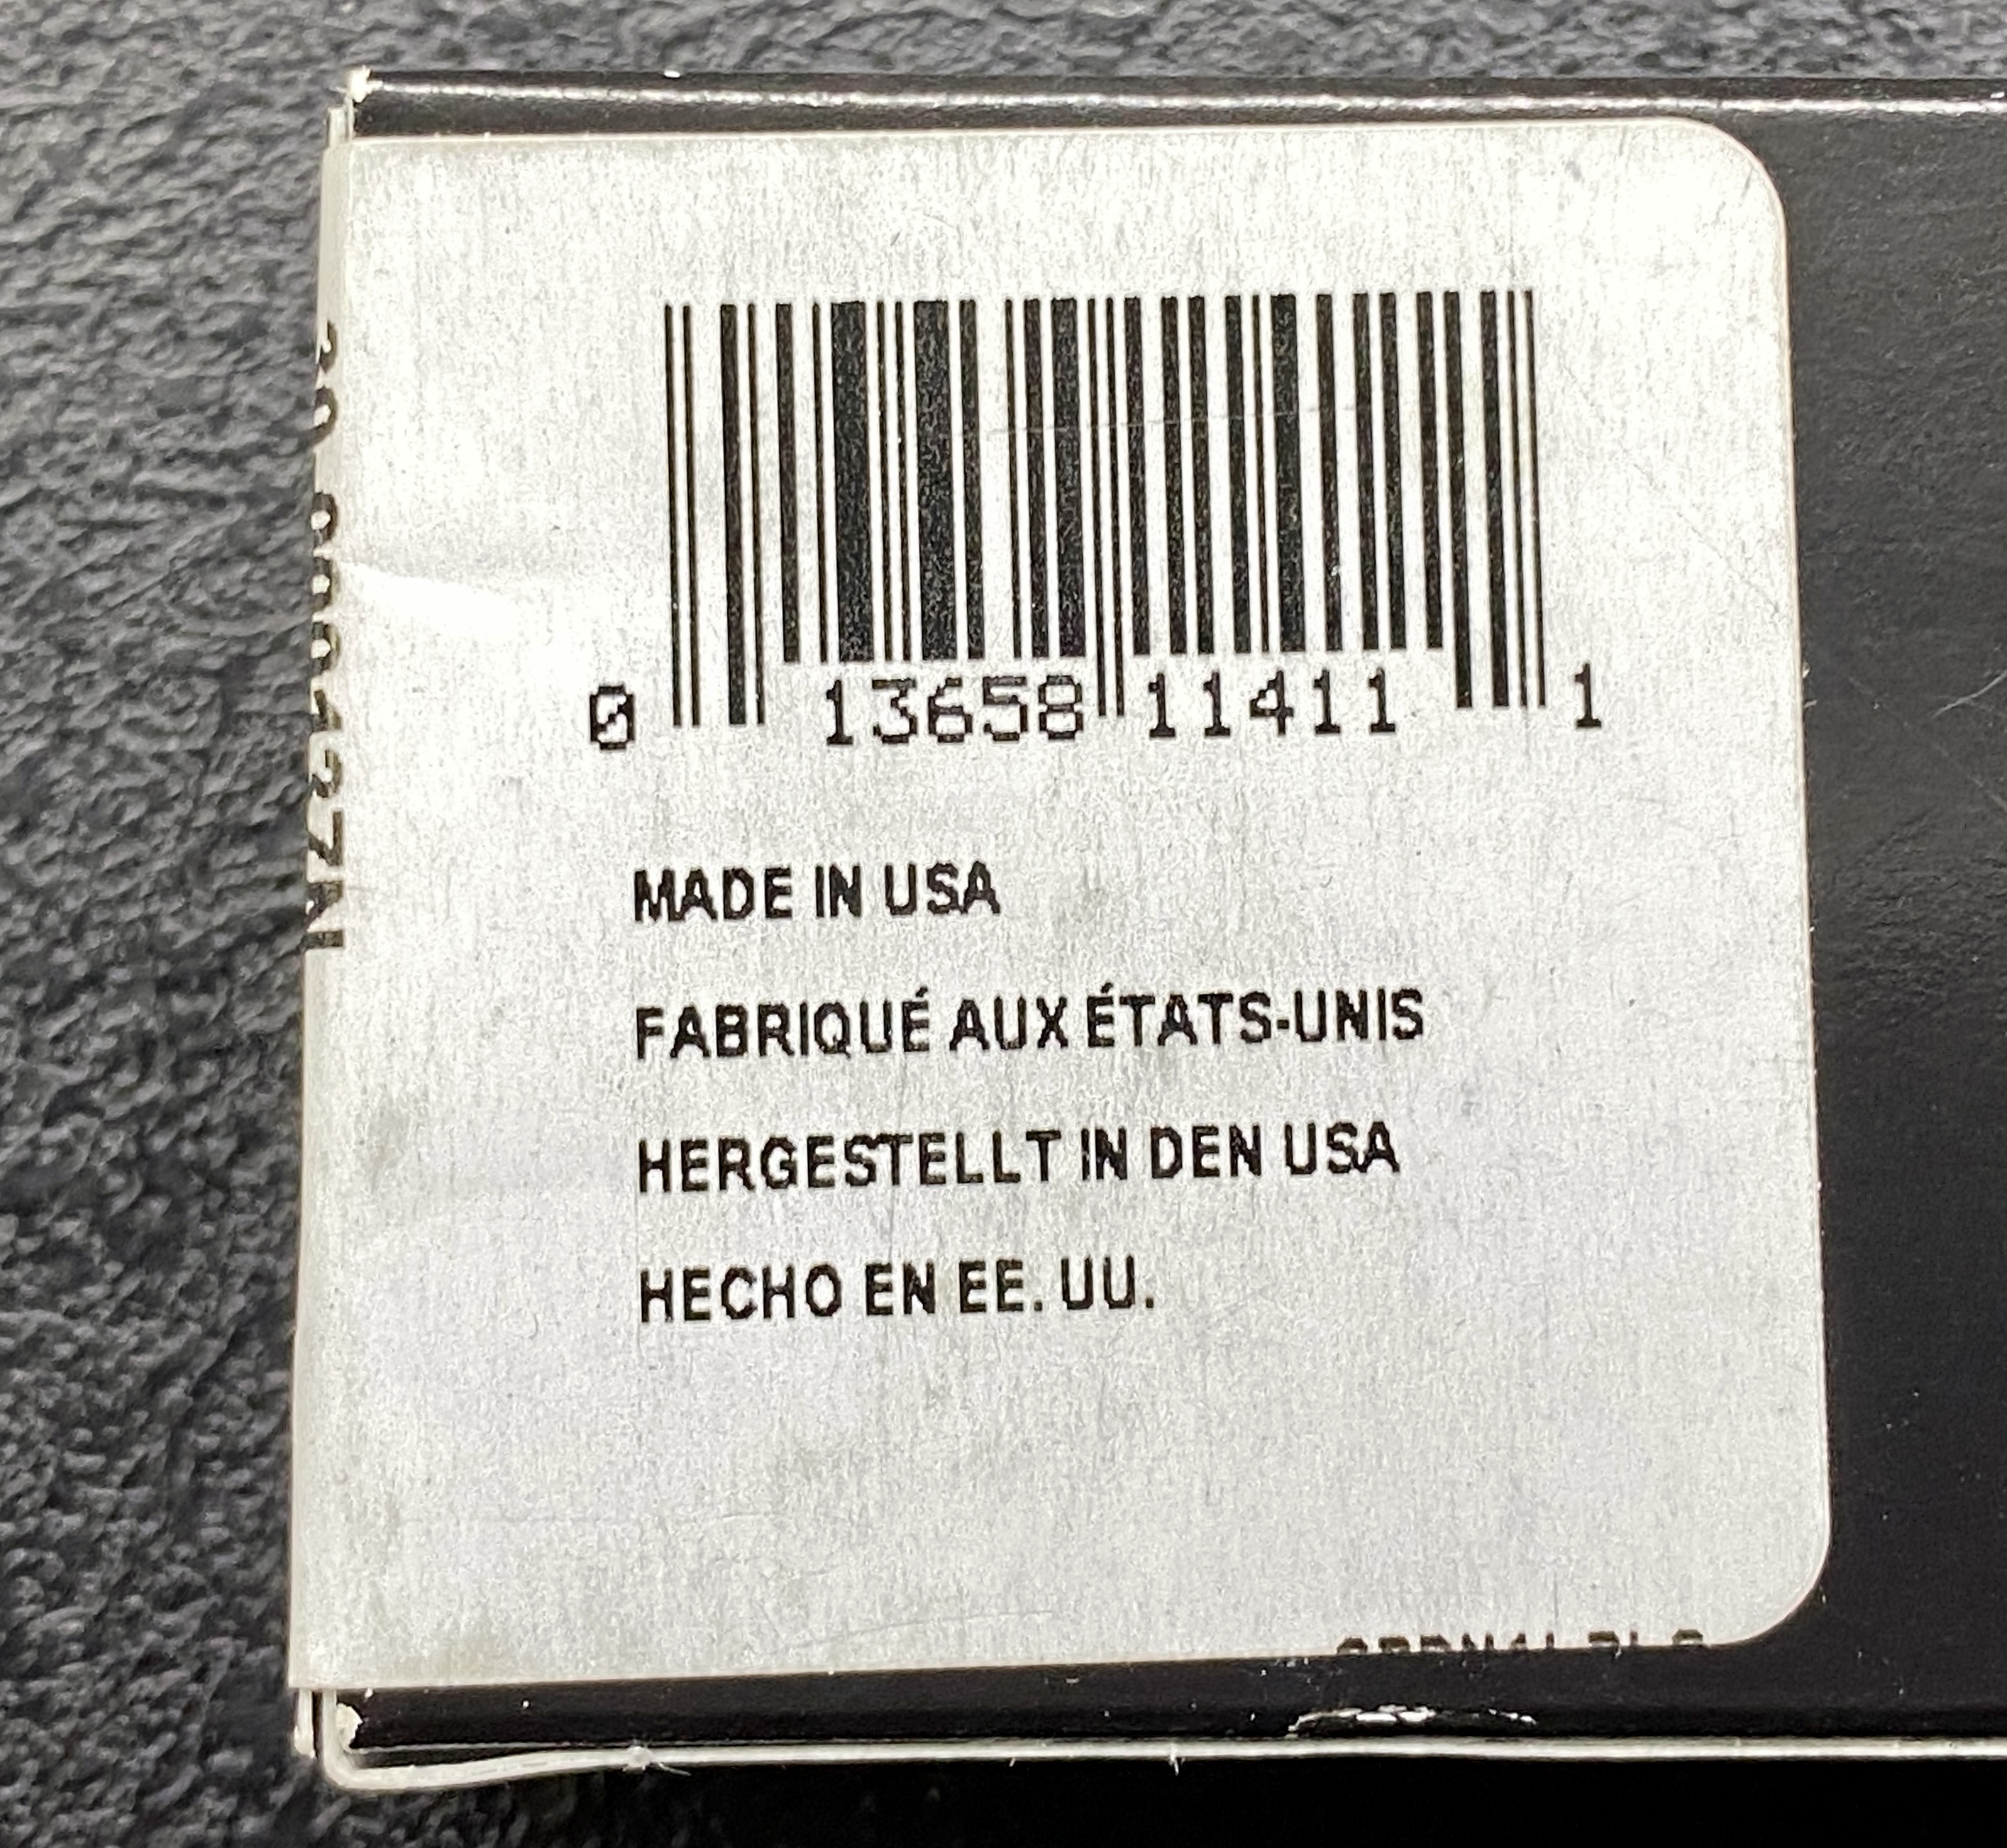 0 13658 11411 1
MADE IN USA
FABRIQUÉ AUX ÉTATS-UNIS
HERGESTELLT IN DEN USA
HECHO EN EE. UU.